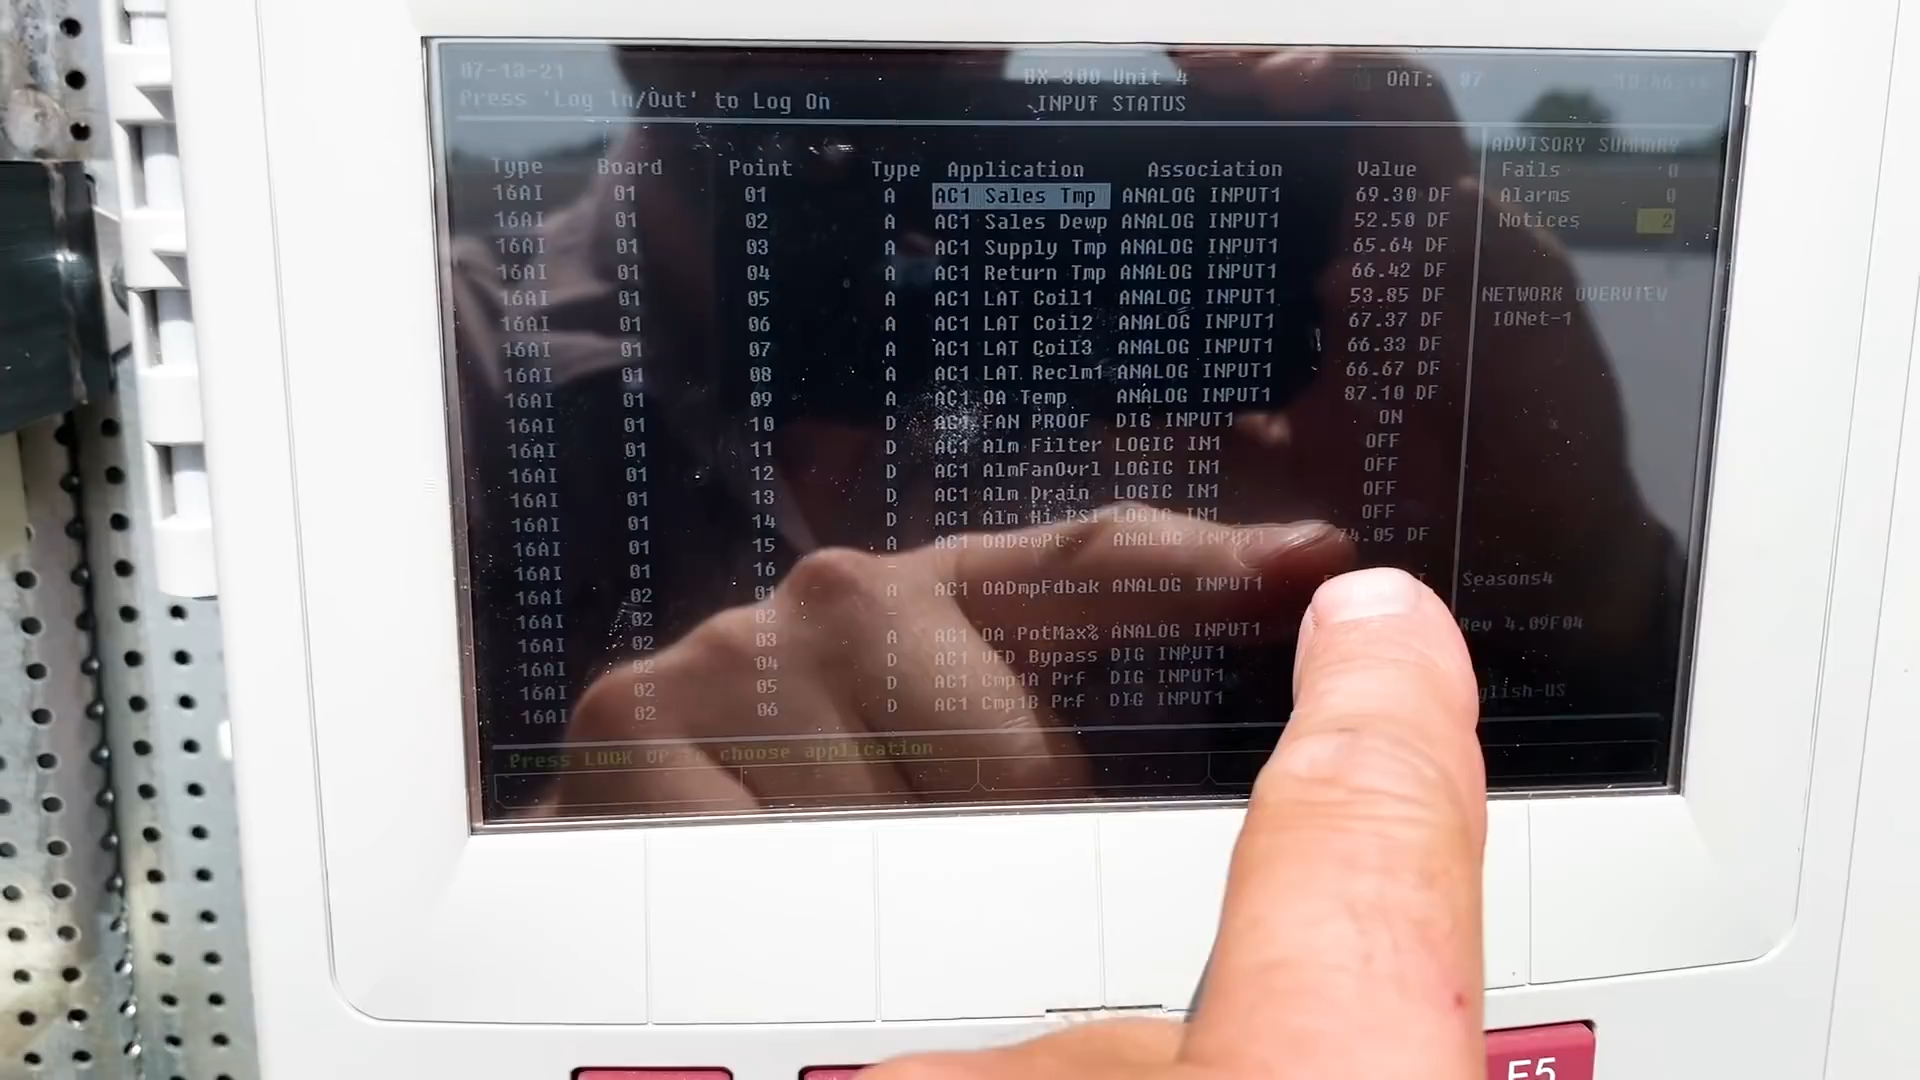 07-13-21 BX-300 Unit 4 OAT: 87
Press 'Log In/Out' to Log On INPUT STATUS
ADVISORY SUMMARY
Fails 0
Alarms 0
Notices 2
NETWORK OVERVIEW
IONet-1
Type Board Point Type Application Association Value
16AI 01 01 A AC1 Sales Tmp ANALOG INPUT1 69.30 DF
16AI 01 02 A AC1 Sales Dewp ANALOG INPUT1 52.50 DF
16AI 01 03 A AC1 Supply Tmp ANALOG INPUT1 65.64 DF
16AI 01 04 A AC1 Return Tmp ANALOG INPUT1 66.42 DF
16AI 01 05 A AC1 LAT Coil1 ANALOG INPUT1 53.85 DF
16AI 01 06 A AC1 LAT Coil2 ANALOG INPUT1 67.37 DF
16AI 01 07 A AC1 LAT Coil3 ANALOG INPUT1 66.33 DF
16AI 01 08 A AC1 LAT Reclm1 ANALOG INPUT1 66.67 DF
16AI 01 09 A AC1 OA Temp ANALOG INPUT1 87.10 DF
16AI 01 10 D AC1 FAN PROOF DIG INPUT1 ON
16AI 01 11 D AC1 Alm Filter LOGIC IN1 OFF
16AI 01 12 D AC1 AlmFanOvrl LOGIC IN1 OFF
16AI 01 13 D AC1 Alm Drain LOGIC IN1 OFF
16AI 01 14 D AC1 Alm Hi PSI LOGIC IN1 OFF
16AI 01 15 A AC1 OADewPt ANALOG INPUT1 74.05 DF
16AI 01 16 -
16AI 02 01 A AC1 OADmpFdbak ANALOG INPUT1
16AI 02 02 -
16AI 02 03 A AC1 OA PotMax% ANALOG INPUT1
16AI 02 04 D AC1 VFD Bypass DIG INPUT1
16AI 02 05 D AC1 Cmp1A Prf DIG INPUT1
16AI 02 06 D AC1 Cmp1B Prf DIG INPUT1
Seasons4
Rev 4.09F04
glish-US
Press LOOK UP to choose application
F5